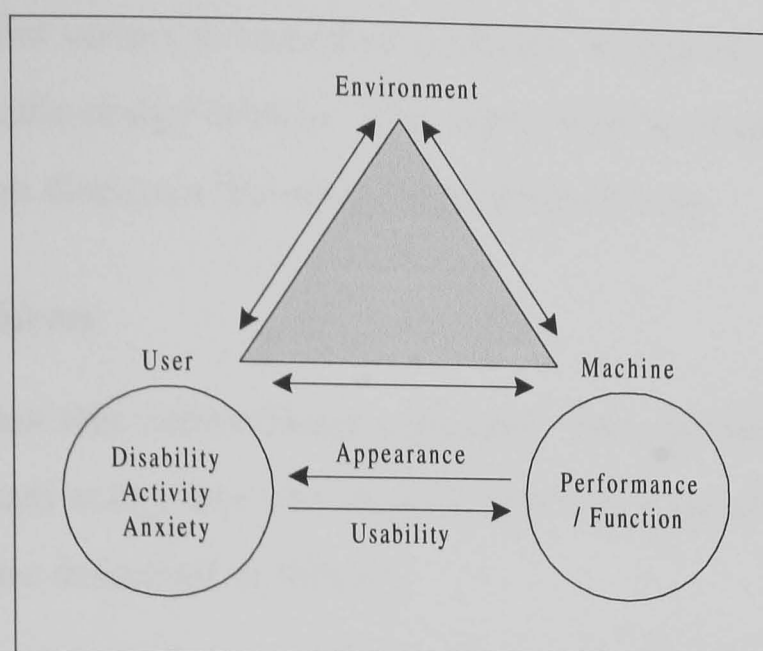 Environment
User
Machine
Disability
Activity
Anxiety
Appearance
Usability
Performance
/ Function